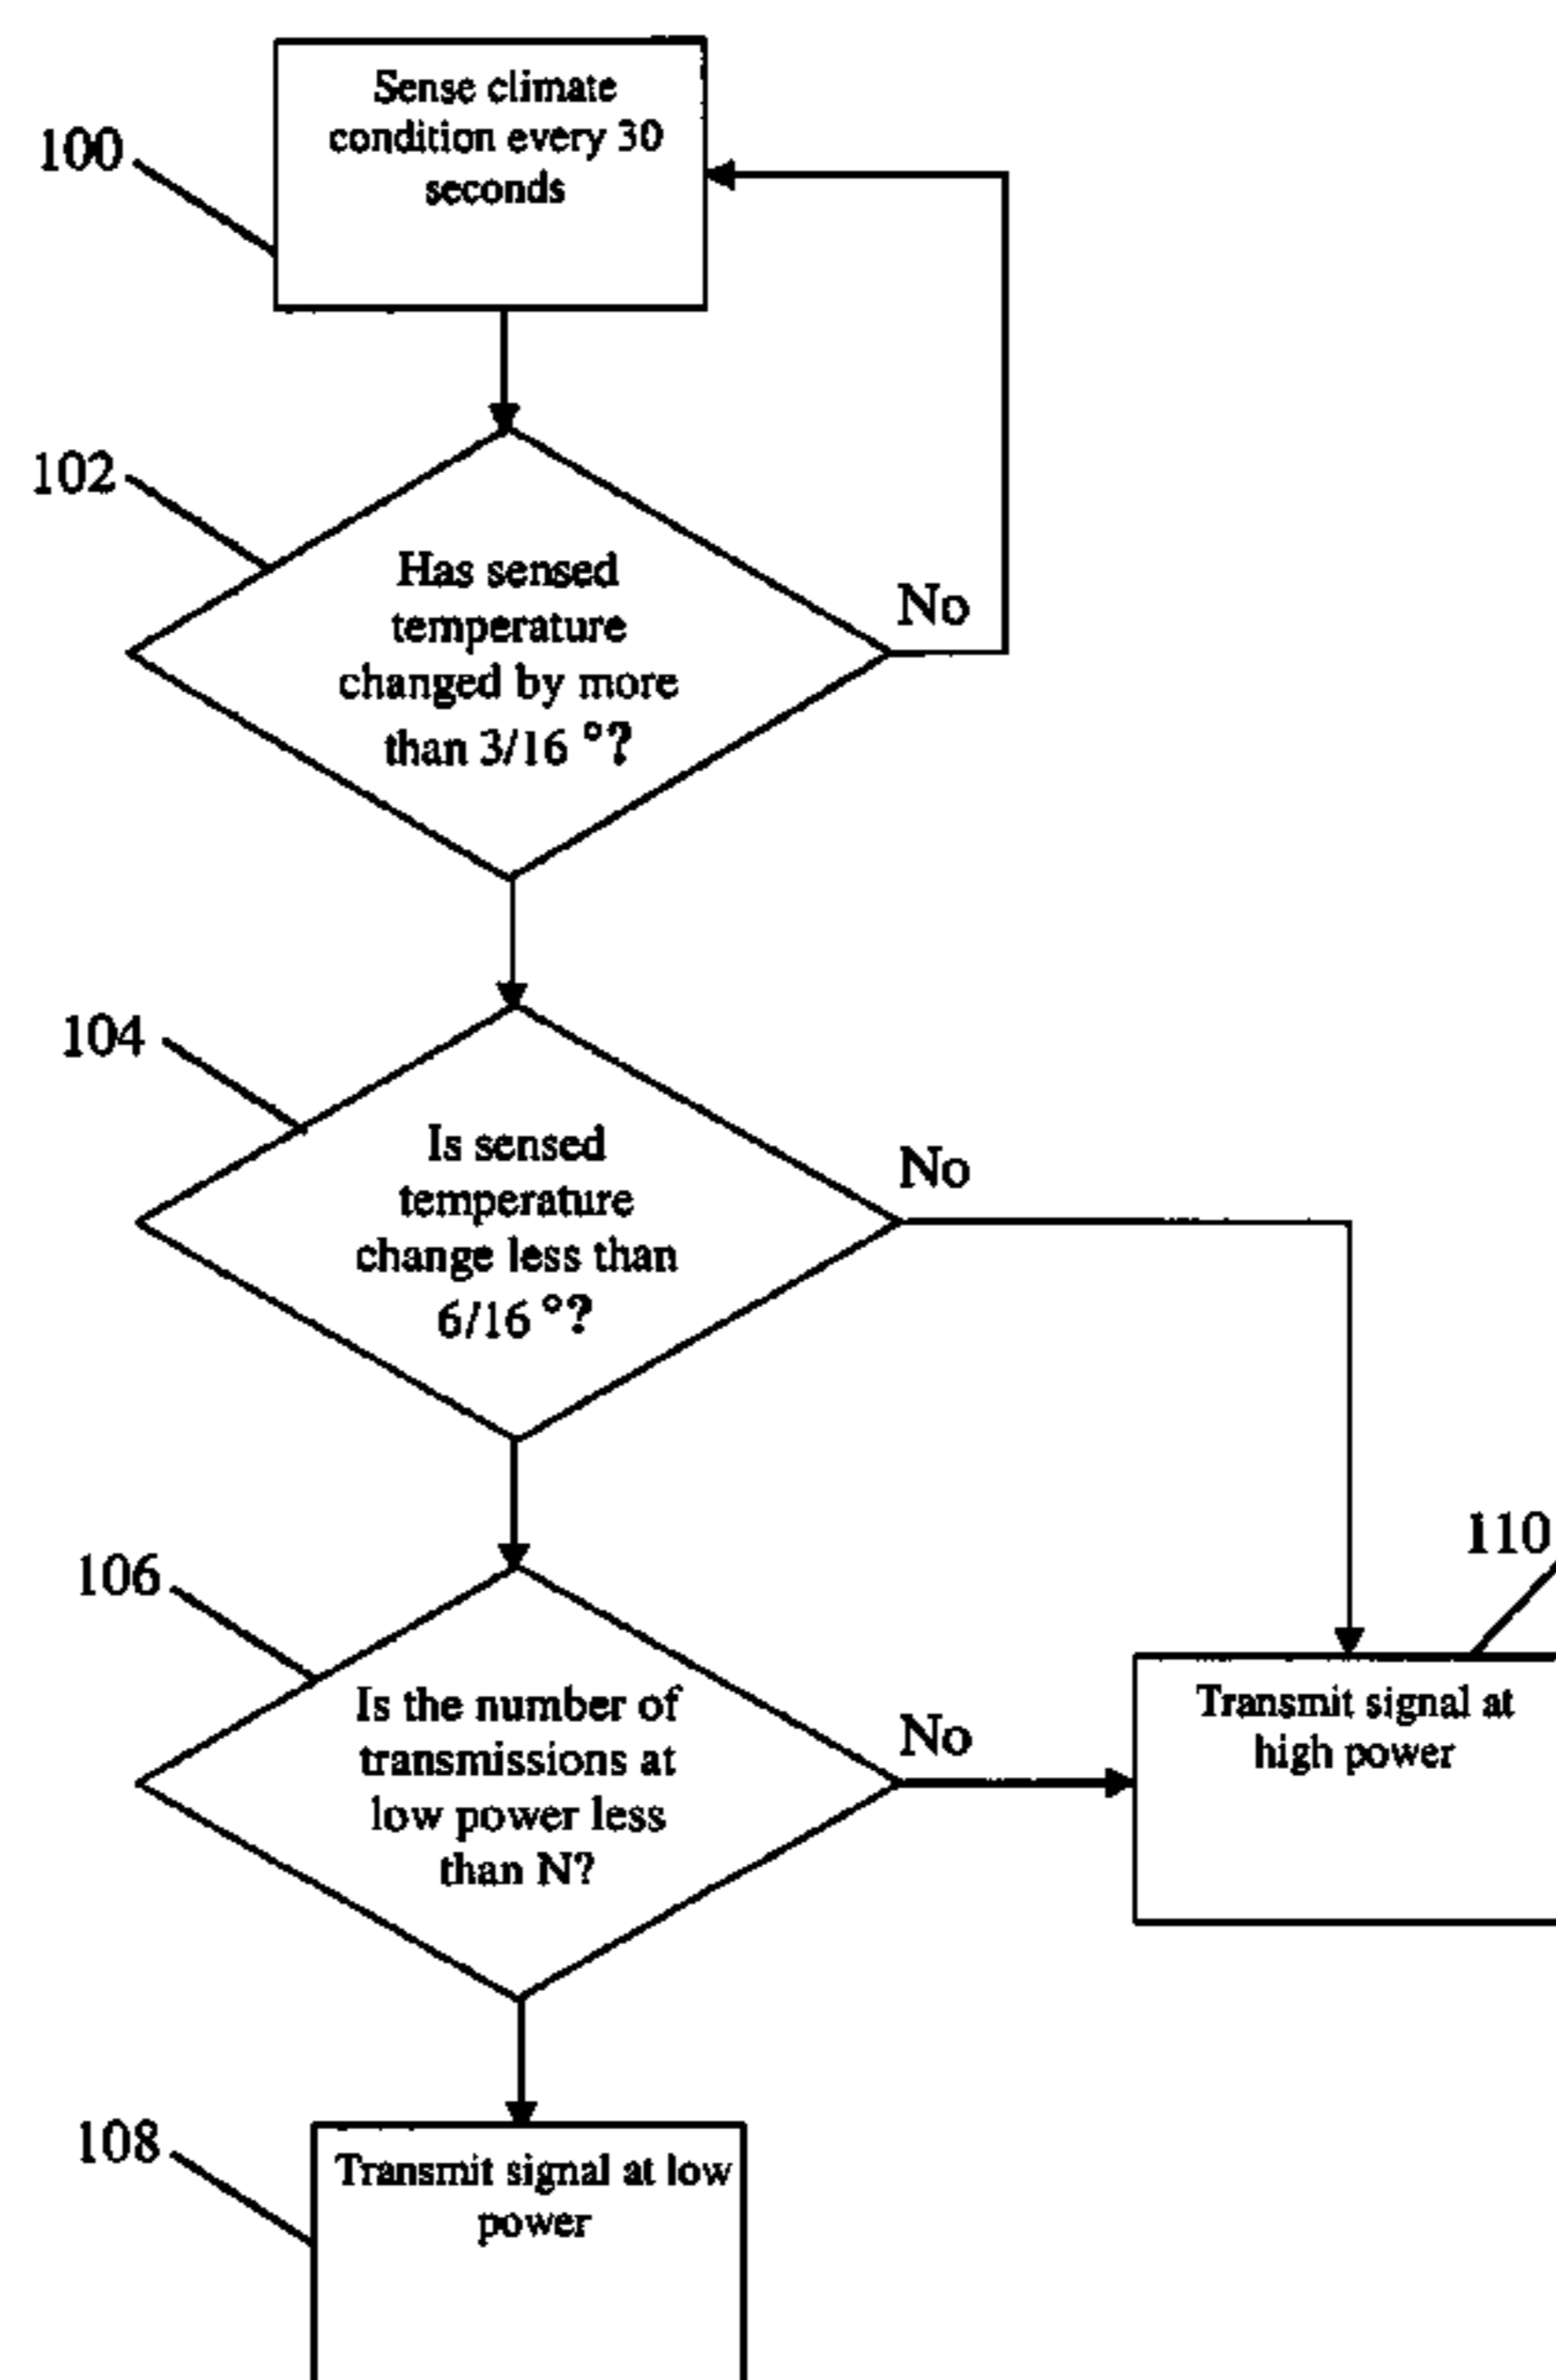 100
Sense climate
condition every 30
seconds
102
Has sensed
temperature
changed by more
than 3/16 °?
No
104
Is sensed
temperature
change less than
6/16 °?
No
106
Is the number of
transmissions at
low power less
than N?
No
110
Transmit signal at
high power
108
Transmit signal at low
power